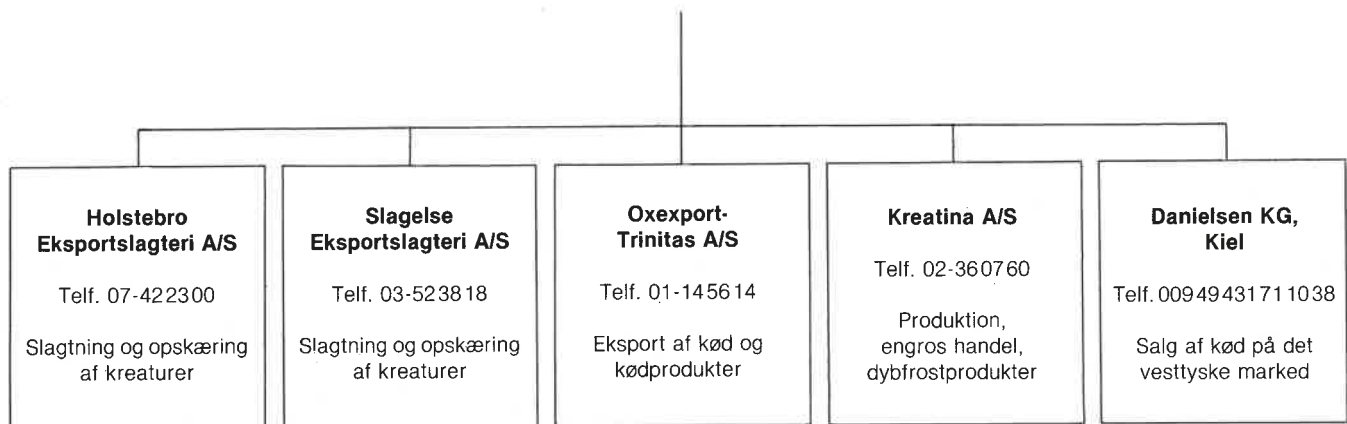 Holstebro
Eksportslagteri A/S
Telf. 07-422300
Slagtning og opskæring
af kreaturer
Slagelse
Eksportslagteri A/S
Telf. 03-523818
Slagtning og opskæring
af kreaturer
Oxexport-
Trinitas A/S
Telf. 01-145614
Eksport af kød og
kødprodukter
Kreatina A/S
Telf. 02-360760
Produktion,
engros handel,
dybfrostprodukter
Danielsen KG,
Kiel
Telf. 00949431711038
Salg af kød på det
vesttyske marked